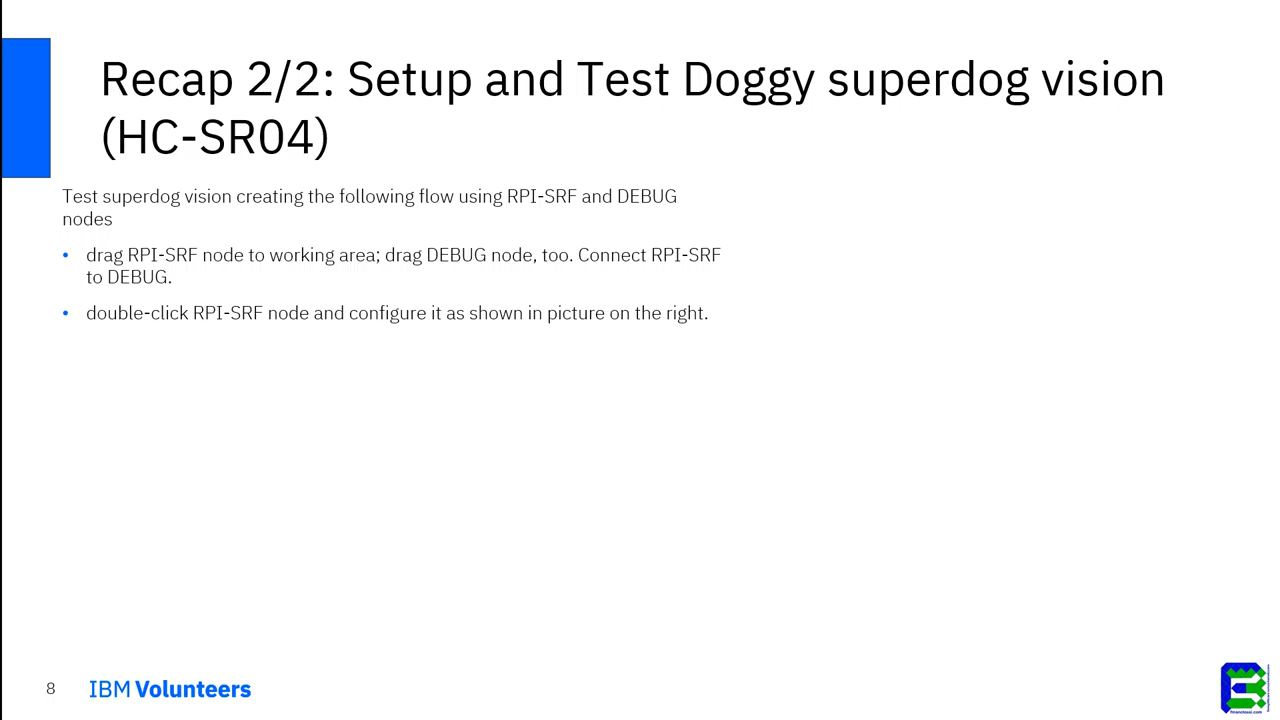 Recap 2/2: Setup and Test Doggy superdog vision
(HC-SR04)
Test superdog vision creating the following flow using RPI-SRF and DEBUG
nodes
• drag RPI-SRF node to working area; drag DEBUG node, too. Connect RPI-SRF
to DEBUG.
• double-click RPI-SRF node and configure it as shown in picture on the right.
8
IBM Volunteers